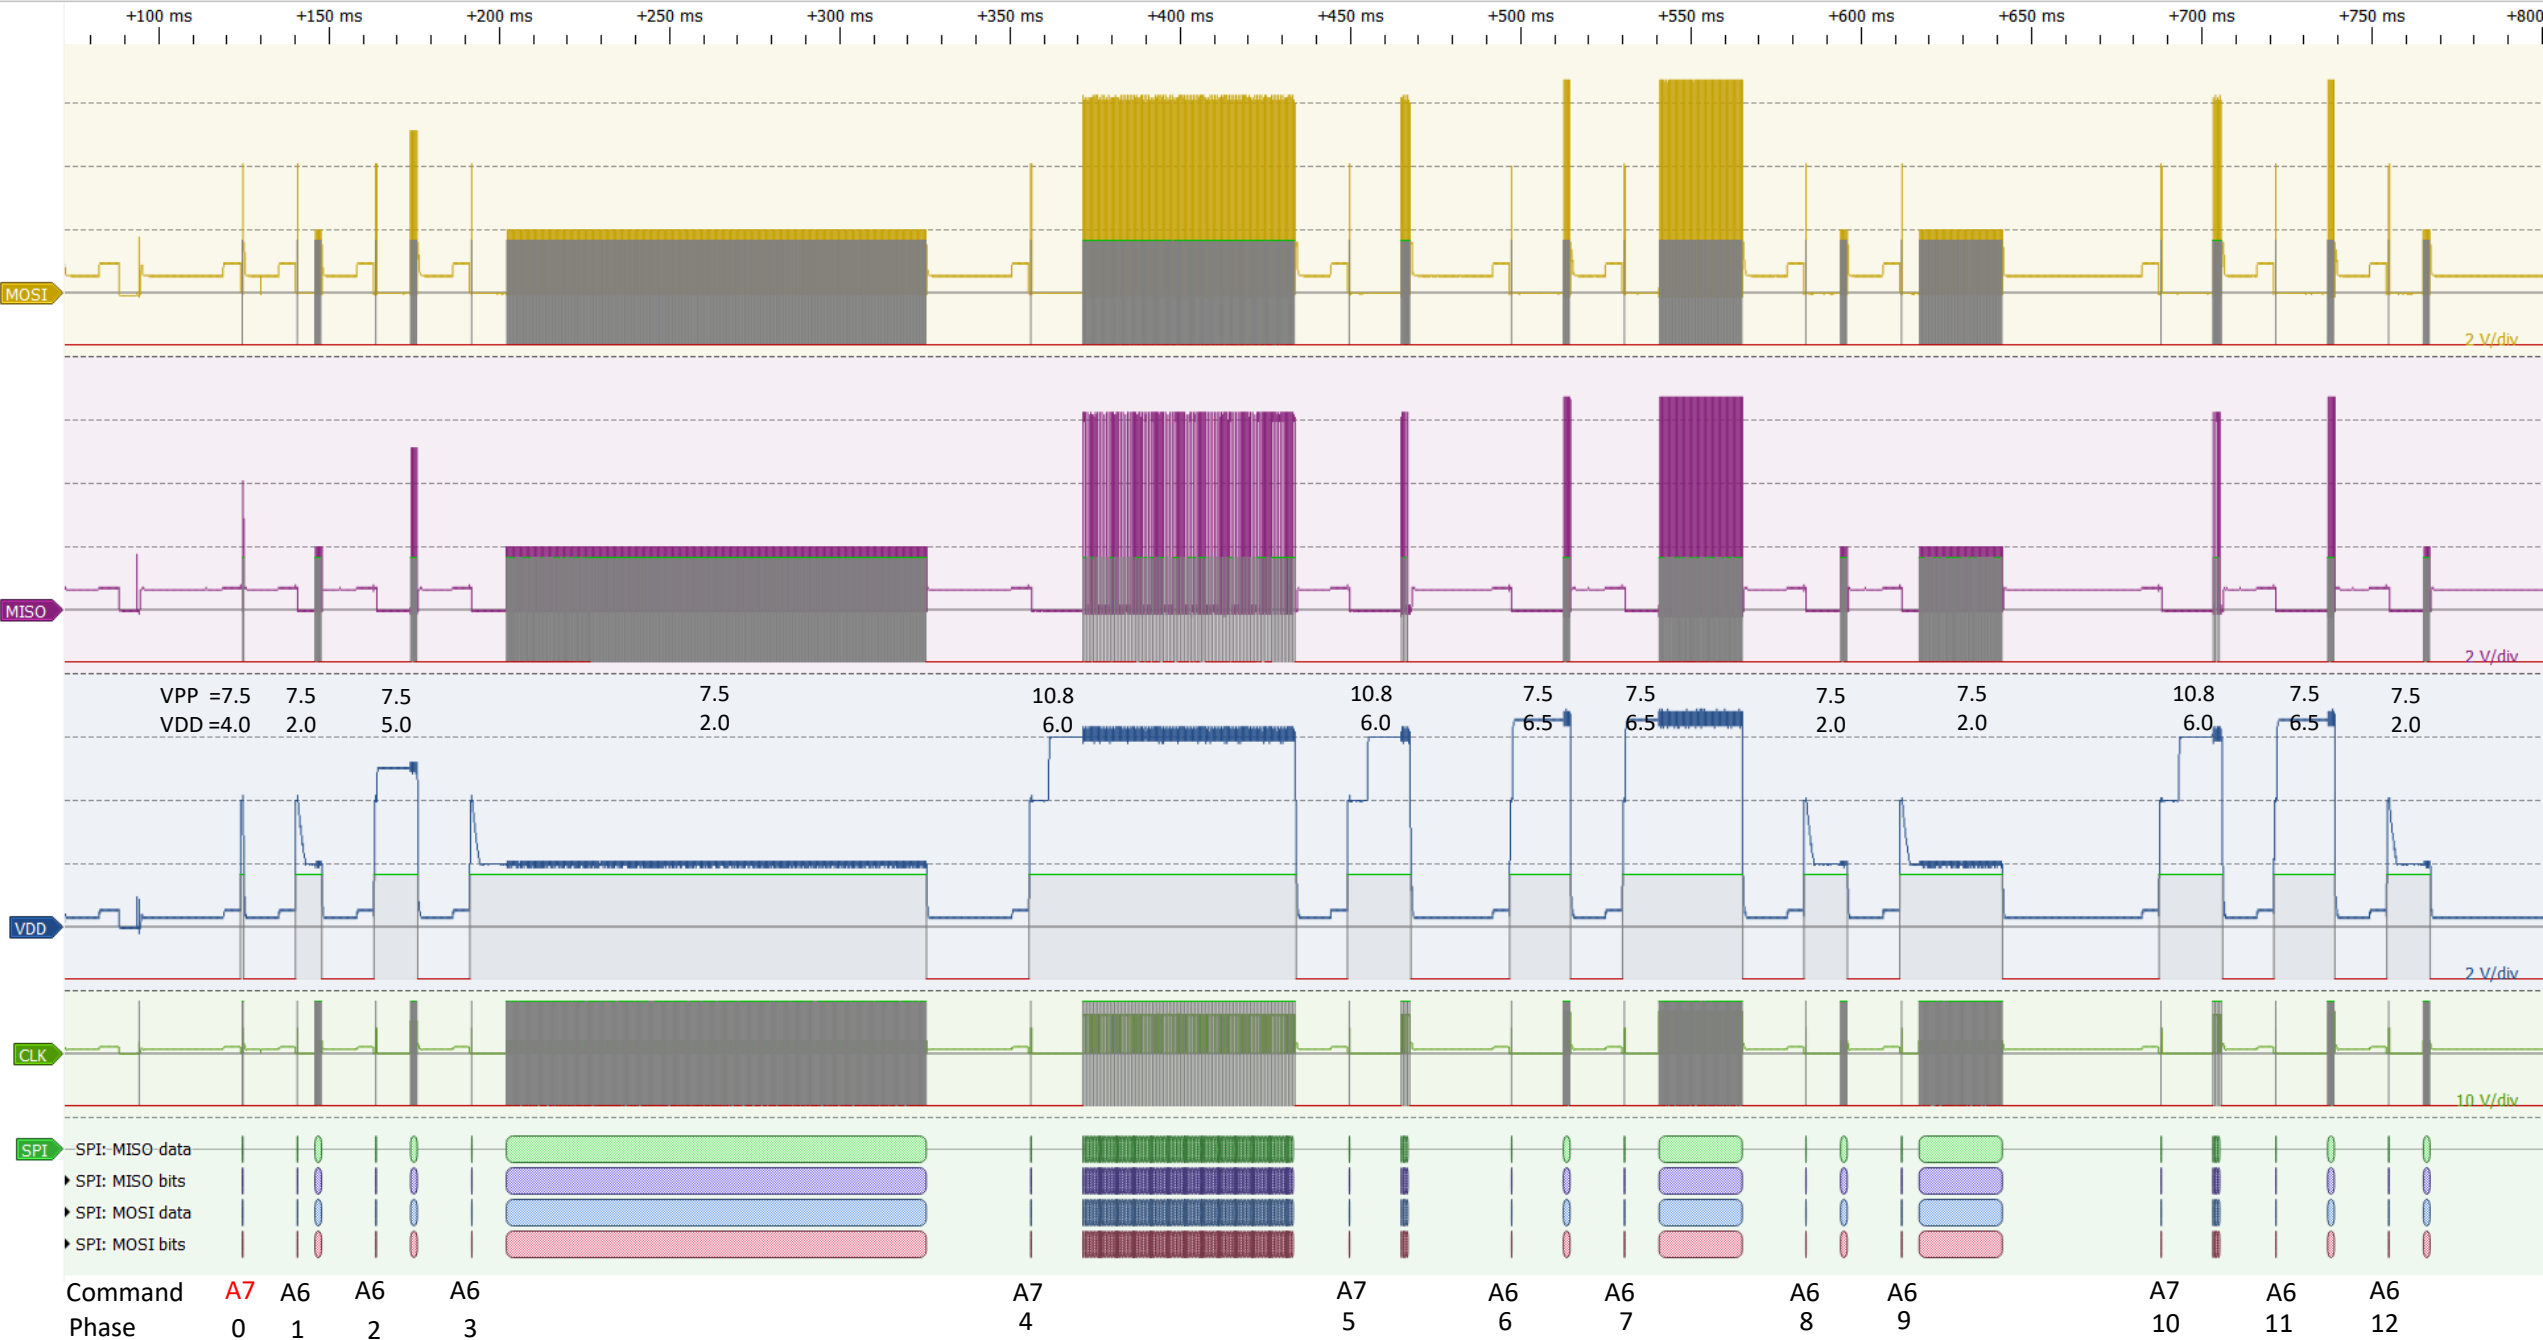 +100 ms +150 ms +200 ms +250 ms +300 ms +350 ms +400 ms +450 ms +500 ms +550 ms +600 ms +650 ms +700 ms +750 ms +800
MOSI
2 V/div
MISO
2 V/div
VPP =7.5 7.5 7.5 7.5 10.8 10.8 7.5 7.5 7.5 7.5 10.8 7.5 7.5
VDD =4.0 2.0 5.0 2.0 6.0 6.0 6.5 6.5 2.0 2.0 6.0 6.5 2.0
VDD
2 V/div
CLK
10 V/div
SPI SPI: MISO data
SPI: MISO bits
SPI: MOSI data
SPI: MOSI bits
Command A7 A6 A6 A6 A7 A7 A6 A6 A6 A6 A7 A6 A6
Phase 0 1 2 3 4 5 6 7 8 9 10 11 12